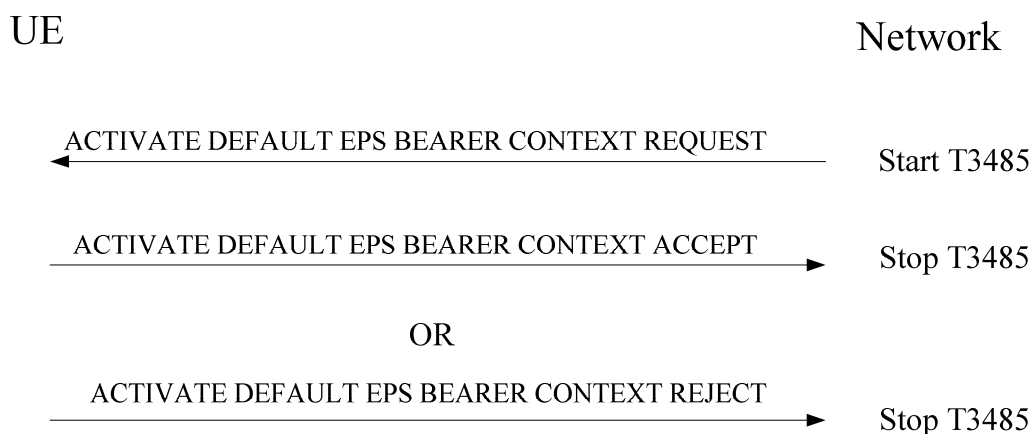 UE
Network
ACTIVATE DEFAULT EPS BEARER CONTEXT REQUEST
Start T3485
ACTIVATE DEFAULT EPS BEARER CONTEXT ACCEPT
Stop T3485
OR
ACTIVATE DEFAULT EPS BEARER CONTEXT REJECT
Stop T3485